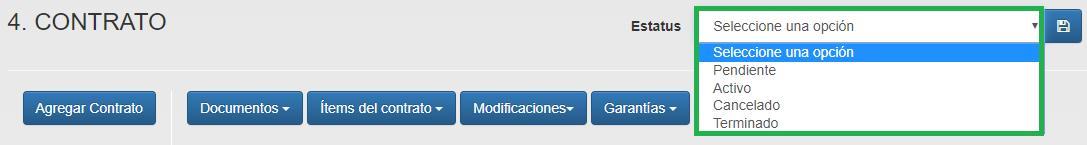 4. CONTRATO
Estatus
Seleccione una opción
Seleccione una opción
Pendiente
Activo
Cancelado
Terminado
Agregar Contrato
Documentos
Ítems del contrato
Modificaciones
Garantías